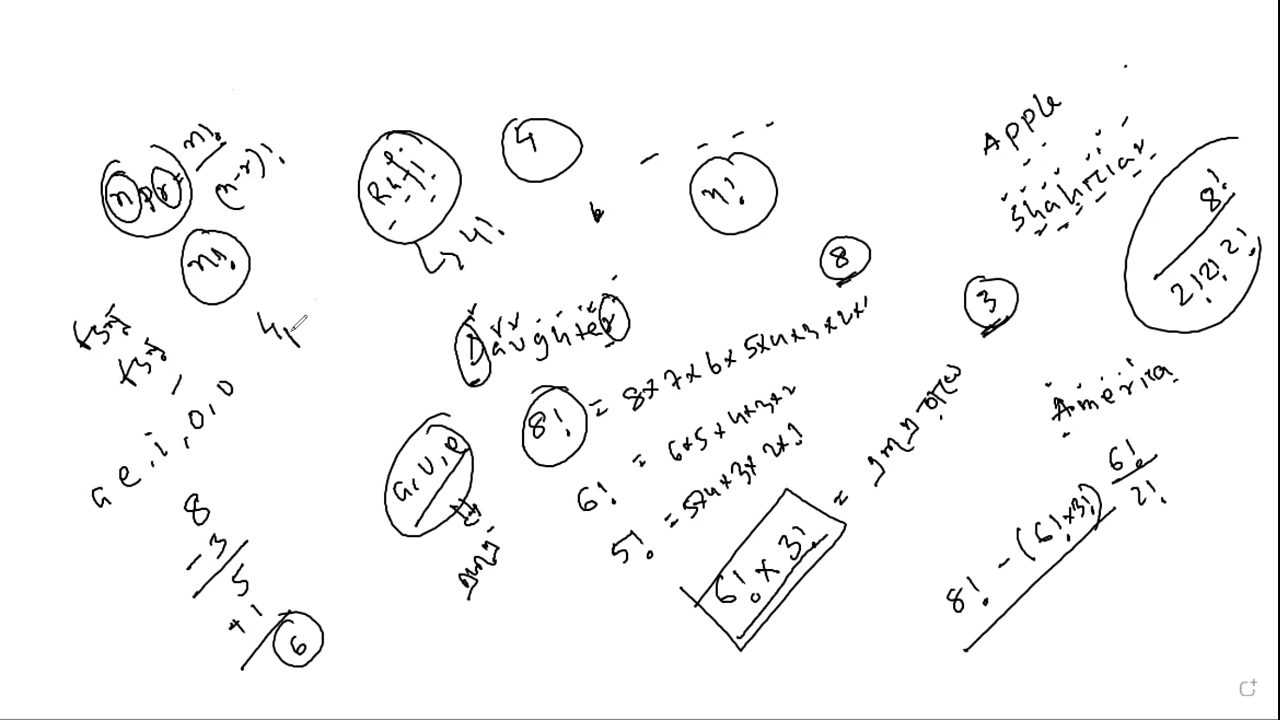 nPr = n!/(n-r)!
n!
Rafi
4!
4
n!
Apple
Shahriar
8!/2!2!2!
8
3
Daughter
8! = 8×7×6×5×4×3×2×1
6! = 6×5×4×3×2
5! = 5×4×3×2×1
6! × 3! =
a, u, e
a e, i, o, u
8
- 3
5
+ 1
6
America
6!/2!
8! - (6!×3!)